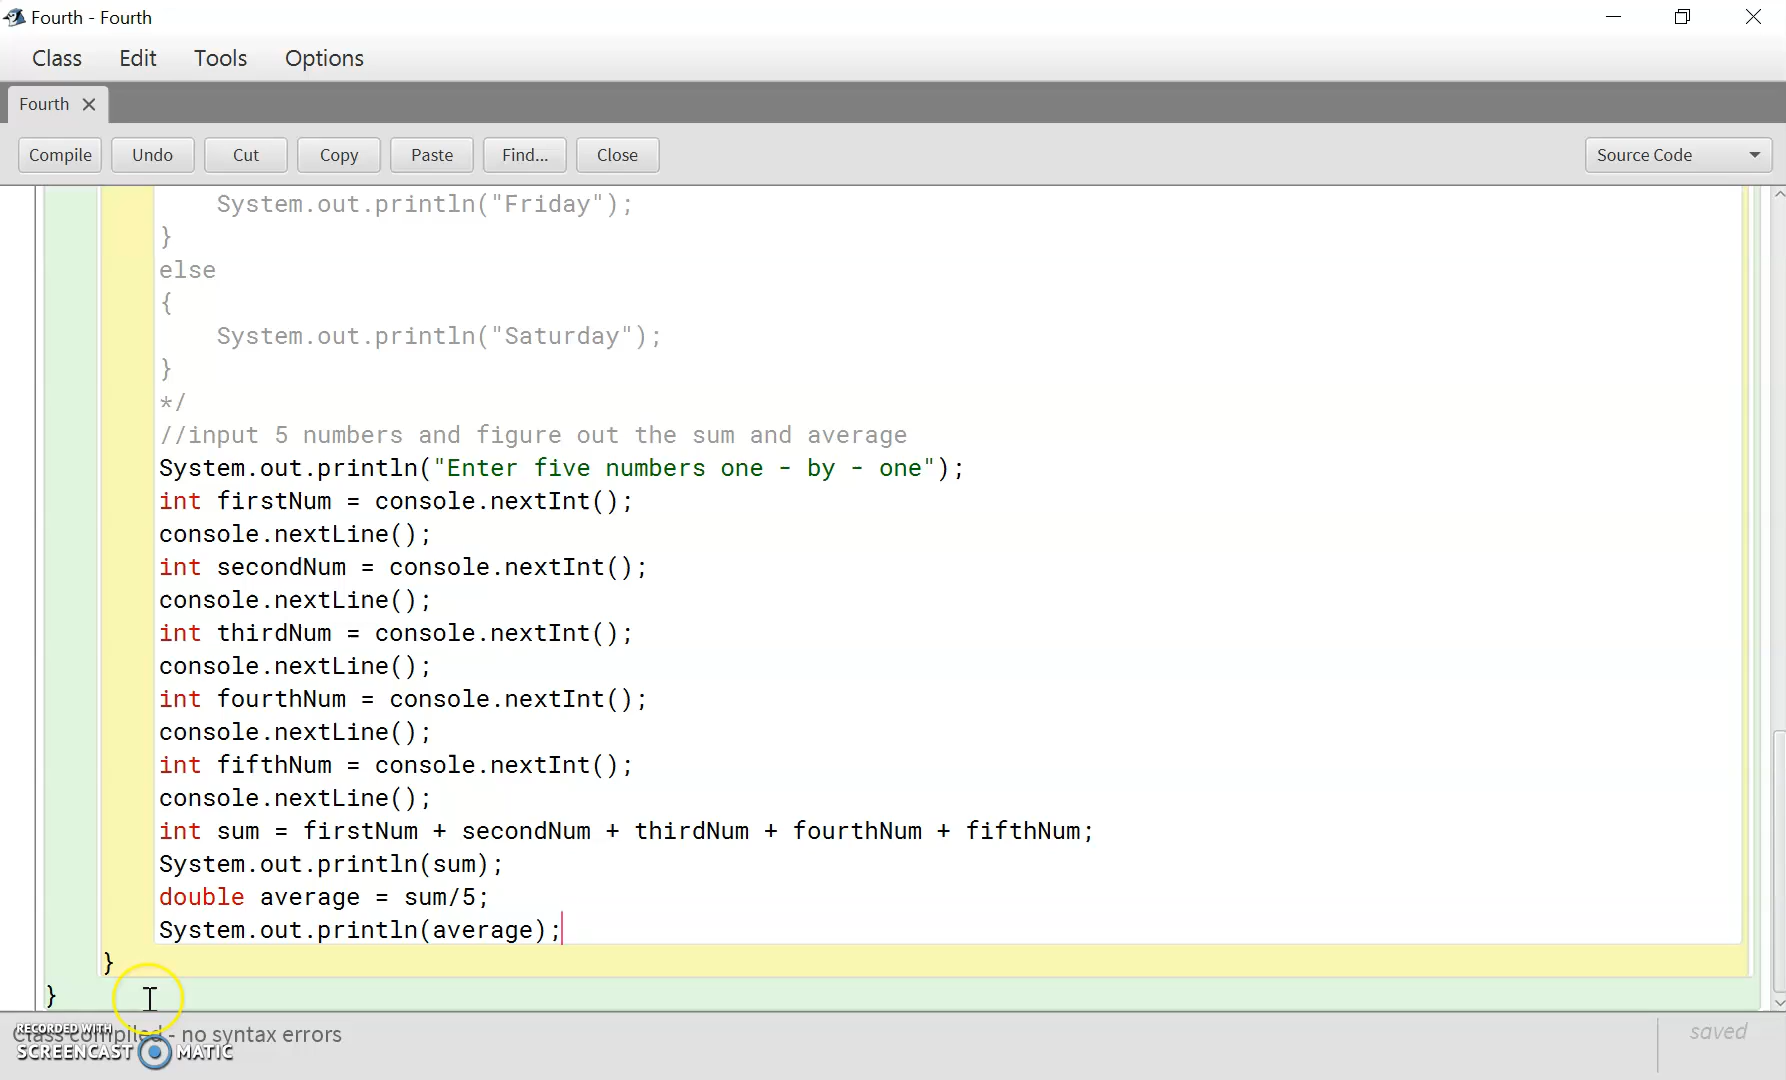 Fourth - Fourth
Class Edit Tools Options
Fourth
Compile Undo Cut Copy Paste Find... Close Source Code
System.out.println("Friday");
}
else
{
System.out.println("Saturday");
}
*/
//input 5 numbers and figure out the sum and average
System.out.println("Enter five numbers one - by - one");
int firstNum = console.nextInt();
console.nextLine();
int secondNum = console.nextInt();
console.nextLine();
int thirdNum = console.nextInt();
console.nextLine();
int fourthNum = console.nextInt();
console.nextLine();
int fifthNum = console.nextInt();
console.nextLine();
int sum = firstNum + secondNum + thirdNum + fourthNum + fifthNum;
System.out.println(sum);
double average = sum/5;
System.out.println(average);
}
}
Class compiled - no syntax errors
saved
RECORDED WITH
SCREENCAST MATIC